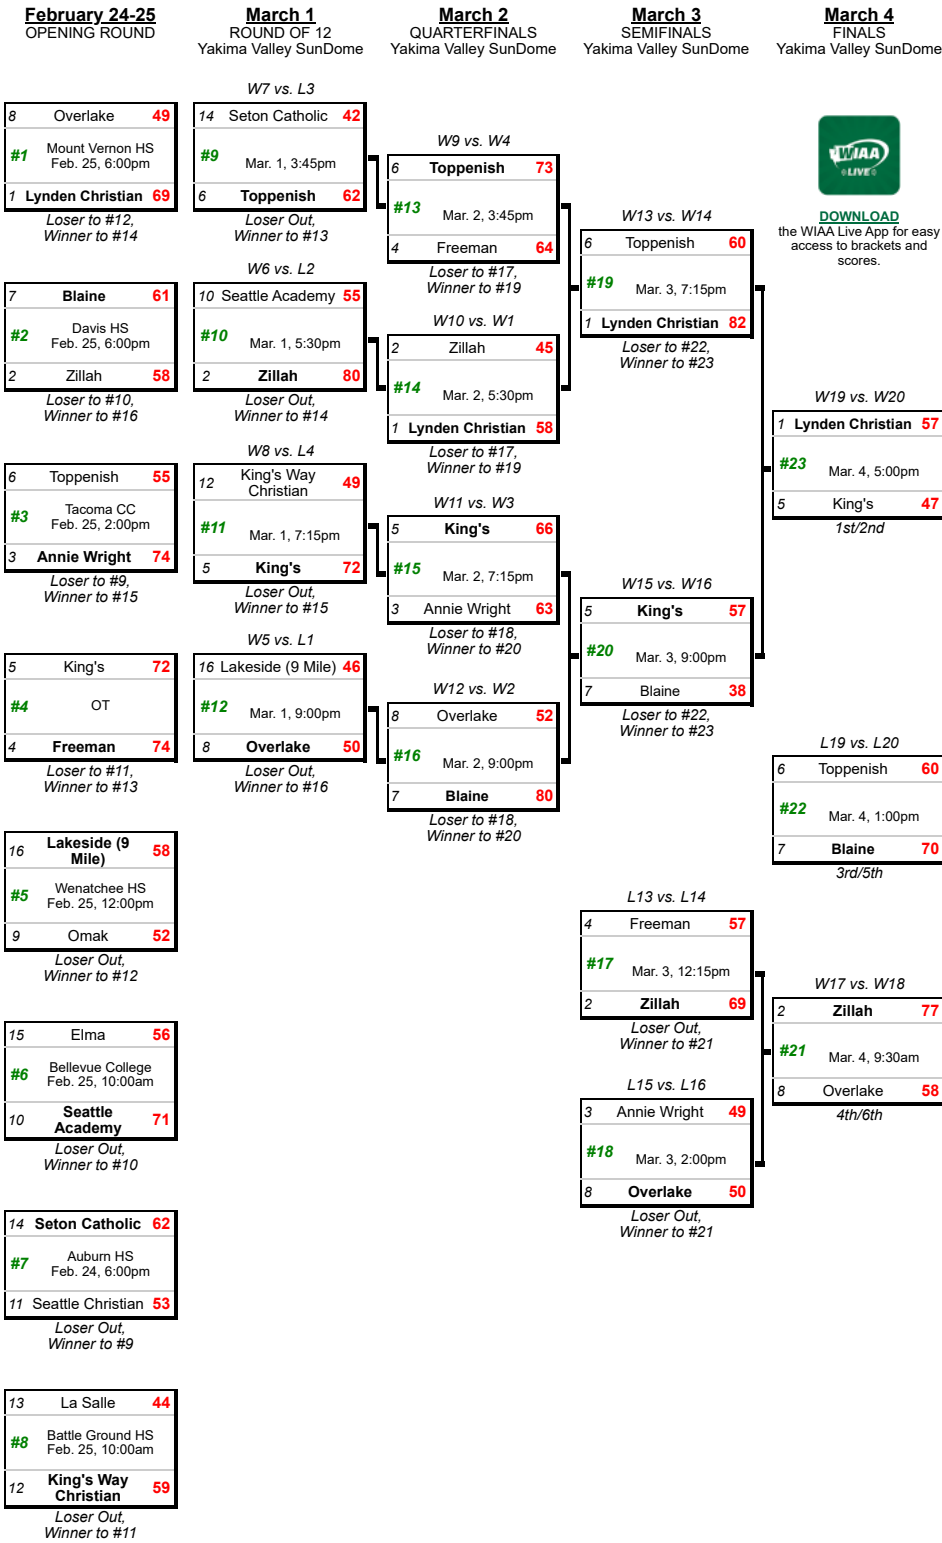 February 24-25
OPENING ROUND
March 1
ROUND OF 12
Yakima Valley SunDome
March 2
QUARTERFINALS
Yakima Valley SunDome
March 3
SEMIFINALS
Yakima Valley SunDome
March 4
FINALS
Yakima Valley SunDome
8 Overlake 49
#1 Mount Vernon HS
Feb. 25, 6:00pm
1 Lynden Christian 69
Loser to #12,
Winner to #14
7 Blaine 61
#2 Davis HS
Feb. 25, 6:00pm
2 Zillah 58
Loser to #10,
Winner to #16
6 Toppenish 55
#3 Tacoma CC
Feb. 25, 2:00pm
3 Annie Wright 74
Loser to #9,
Winner to #15
5 King's 72
#4 OT
4 Freeman 74
Loser to #11,
Winner to #13
16 Lakeside (9
Mile) 58
#5 Wenatchee HS
Feb. 25, 12:00pm
9 Omak 52
Loser Out,
Winner to #12
15 Elma 56
#6 Bellevue College
Feb. 25, 10:00am
10 Seattle
Academy 71
Loser Out,
Winner to #10
14 Seton Catholic 62
#7 Auburn HS
Feb. 24, 6:00pm
11 Seattle Christian 53
Loser Out,
Winner to #9
13 La Salle 44
#8 Battle Ground HS
Feb. 25, 10:00am
12 King's Way
Christian 59
Loser Out,
Winner to #11
W7 vs. L3
14 Seton Catholic 42
#9 Mar. 1, 3:45pm
6 Toppenish 62
Loser Out,
Winner to #13
W6 vs. L2
10 Seattle Academy 55
#10 Mar. 1, 5:30pm
2 Zillah 80
Loser Out,
Winner to #14
W8 vs. L4
12 King's Way
Christian 49
#11 Mar. 1, 7:15pm
5 King's 72
Loser Out,
Winner to #15
W5 vs. L1
16 Lakeside (9 Mile) 46
#12 Mar. 1, 9:00pm
8 Overlake 50
Loser Out,
Winner to #16
W9 vs. W4
6 Toppenish 73
#13 Mar. 2, 3:45pm
4 Freeman 64
Loser to #17,
Winner to #19
W10 vs. W1
2 Zillah 45
#14 Mar. 2, 5:30pm
1 Lynden Christian 58
Loser to #17,
Winner to #19
W11 vs. W3
5 King's 66
#15 Mar. 2, 7:15pm
3 Annie Wright 63
Loser to #18,
Winner to #20
W12 vs. W2
8 Overlake 52
#16 Mar. 2, 9:00pm
7 Blaine 80
Loser to #18,
Winner to #20
W13 vs. W14
6 Toppenish 60
#19 Mar. 3, 7:15pm
1 Lynden Christian 82
Loser to #22,
Winner to #23
W15 vs. W16
5 King's 57
#20 Mar. 3, 9:00pm
7 Blaine 38
Loser to #22,
Winner to #23
L13 vs. L14
4 Freeman 57
#17 Mar. 3, 12:15pm
2 Zillah 69
Loser Out,
Winner to #21
L15 vs. L16
3 Annie Wright 49
#18 Mar. 3, 2:00pm
8 Overlake 50
Loser Out,
Winner to #21
WIAA
LIVE
DOWNLOAD
the WIAA Live App for easy
access to brackets and
scores.
W19 vs. W20
1 Lynden Christian 57
#23 Mar. 4, 5:00pm
5 King's 47
1st/2nd
L19 vs. L20
6 Toppenish 60
#22 Mar. 4, 1:00pm
7 Blaine 70
3rd/5th
W17 vs. W18
2 Zillah 77
#21 Mar. 4, 9:30am
8 Overlake 58
4th/6th